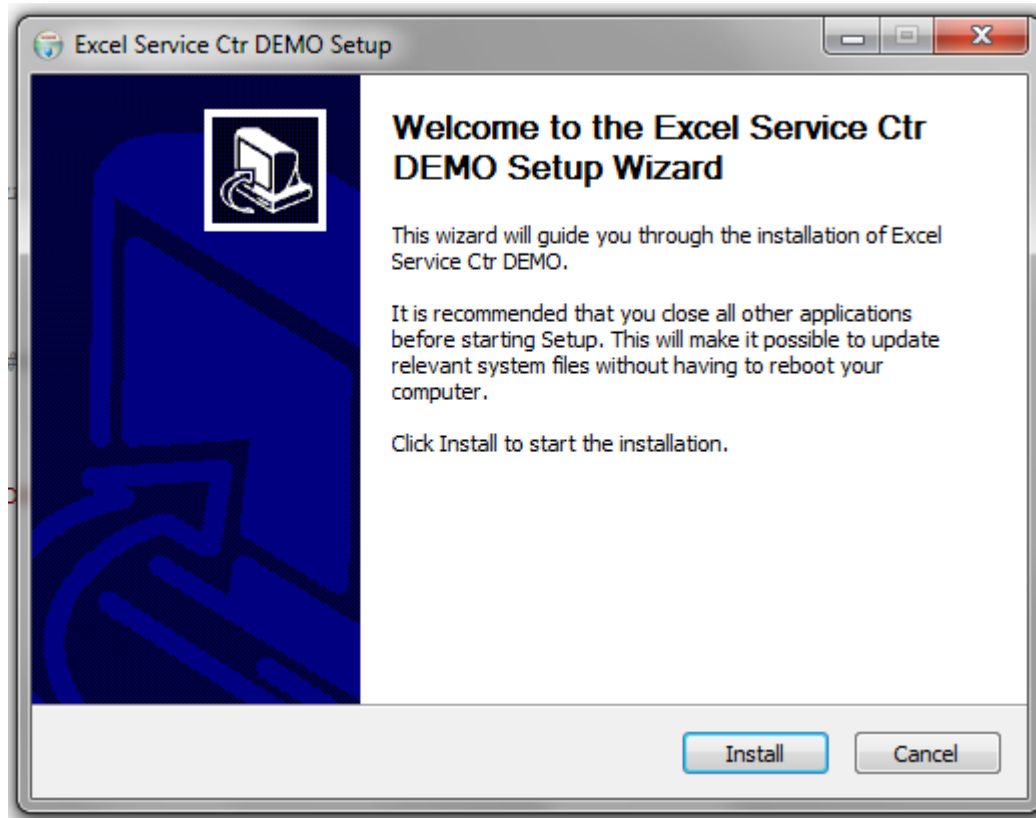 Excel Service Ctr DEMO Setup
Welcome to the Excel Service Ctr
DEMO Setup Wizard
This wizard will guide you through the installation of Excel
Service Ctr DEMO.
It is recommended that you close all other applications
before starting Setup. This will make it possible to update
relevant system files without having to reboot your
computer.
Click Install to start the installation.
Install
Cancel